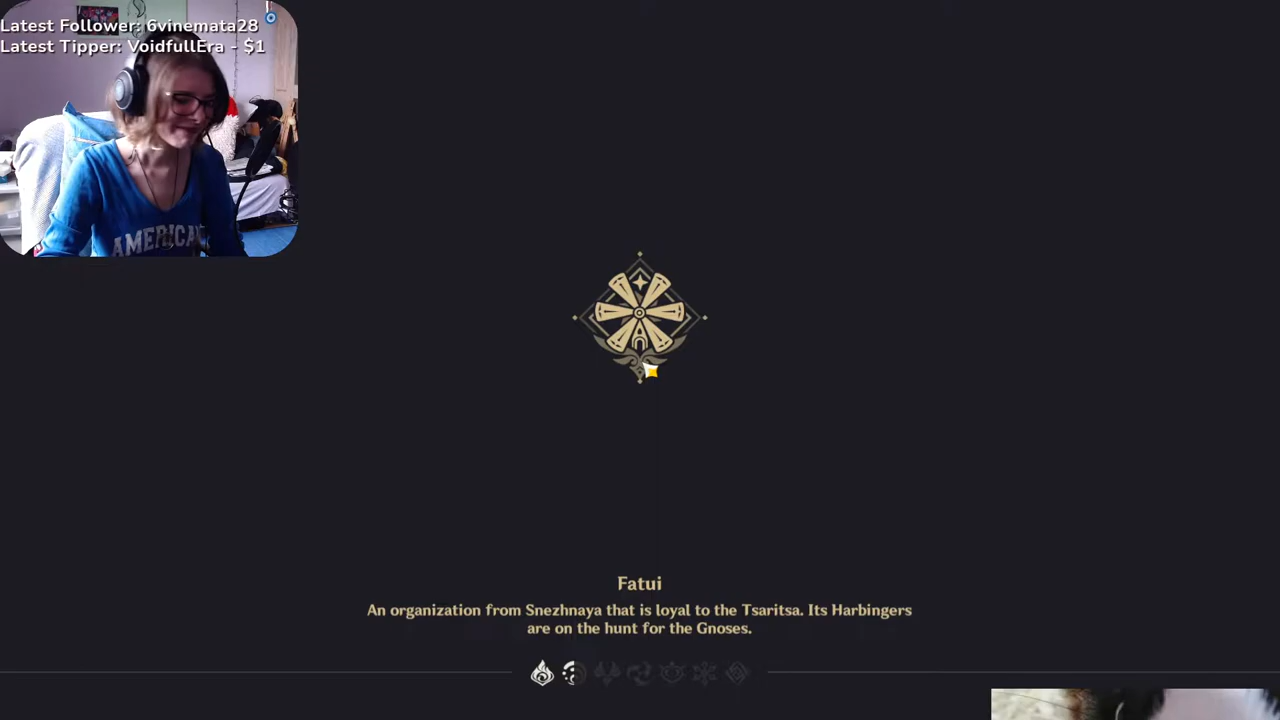 Latest Follower: 6vinemata28
Latest Tipper: VoidfullEra - $1
AMERICAN
Fatui
An organization from Snezhnaya that is loyal to the Tsaritsa. Its Harbingers
are on the hunt for the Gnoses.